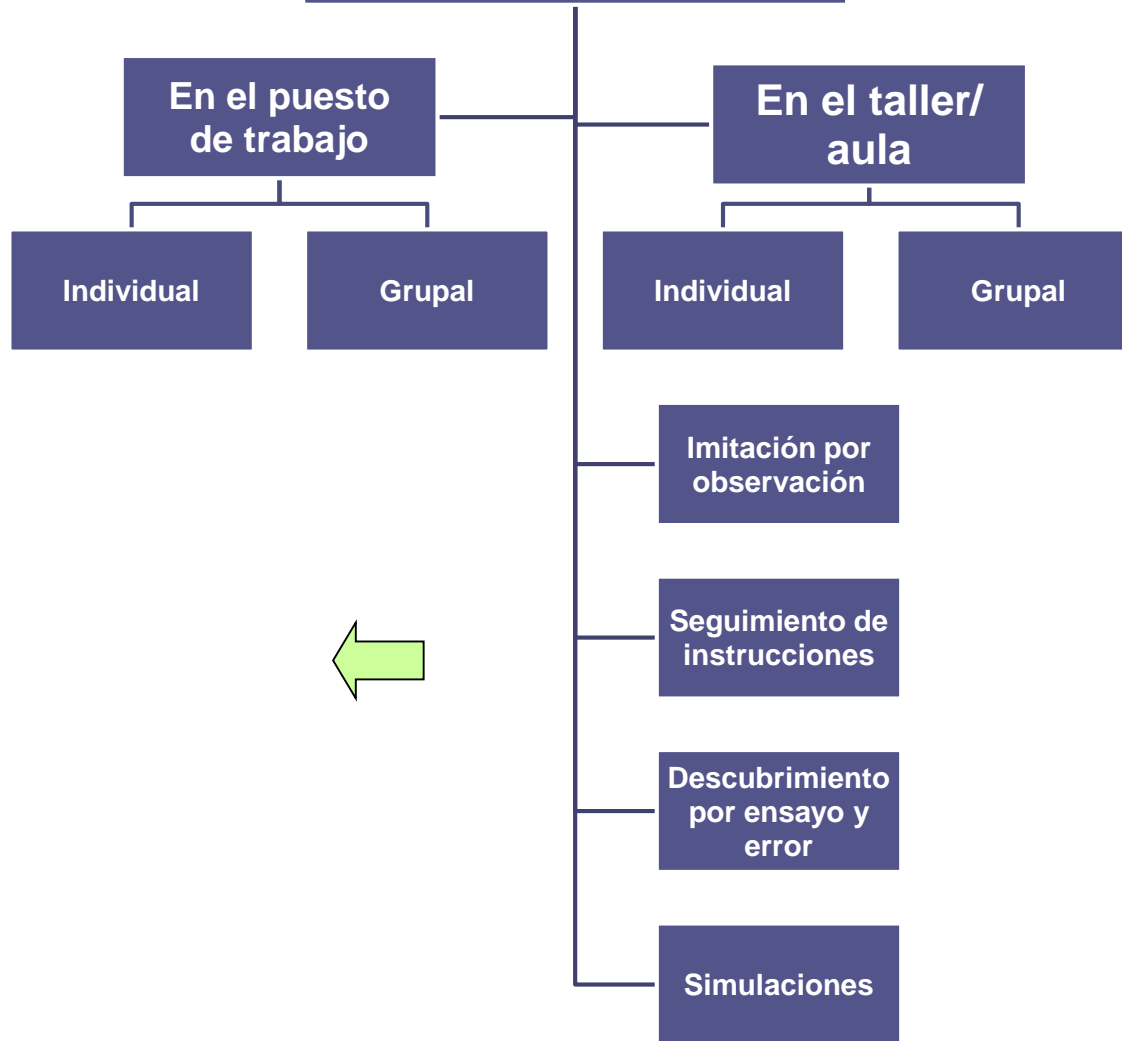 En el puesto
de trabajo
En el taller/
aula
Individual
Grupal
Individual
Grupal
Imitación por
observación
Seguimiento de
instrucciones
Descubrimiento
por ensayo y
error
Simulaciones